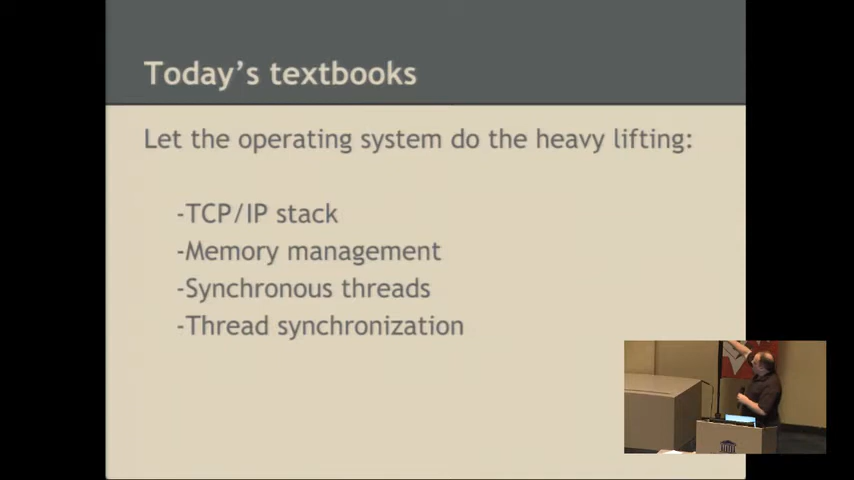 Today's textbooks
Let the operating system do the heavy lifting:
-TCP/IP stack
-Memory management
-Synchronous threads
-Thread synchronization